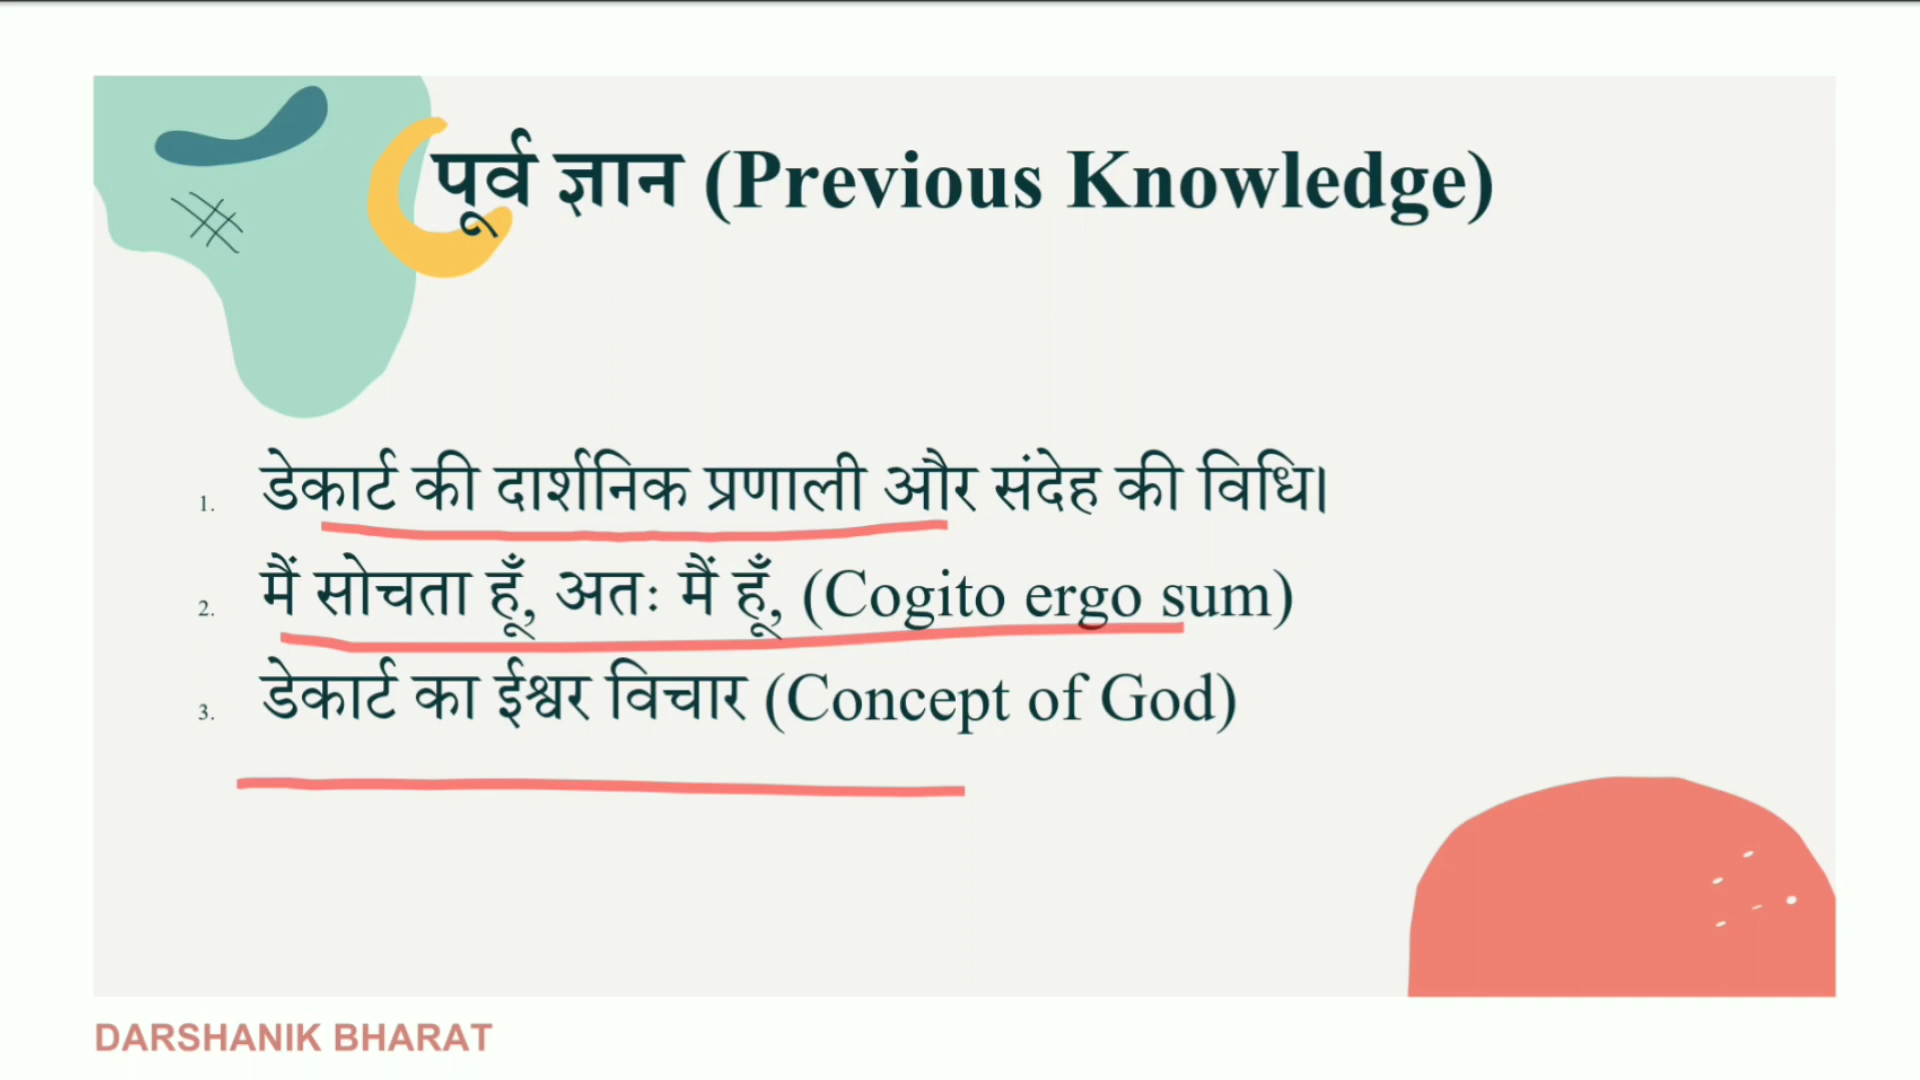 पूर्व ज्ञान (Previous Knowledge)
1. डेकार्ट की दार्शनिक प्रणाली और संदेह की विधि।
2. मैं सोचता हूँ, अतः मैं हूँ, (Cogito ergo sum)
3. डेकार्ट का ईश्वर विचार (Concept of God)
DARSHANIK BHARAT